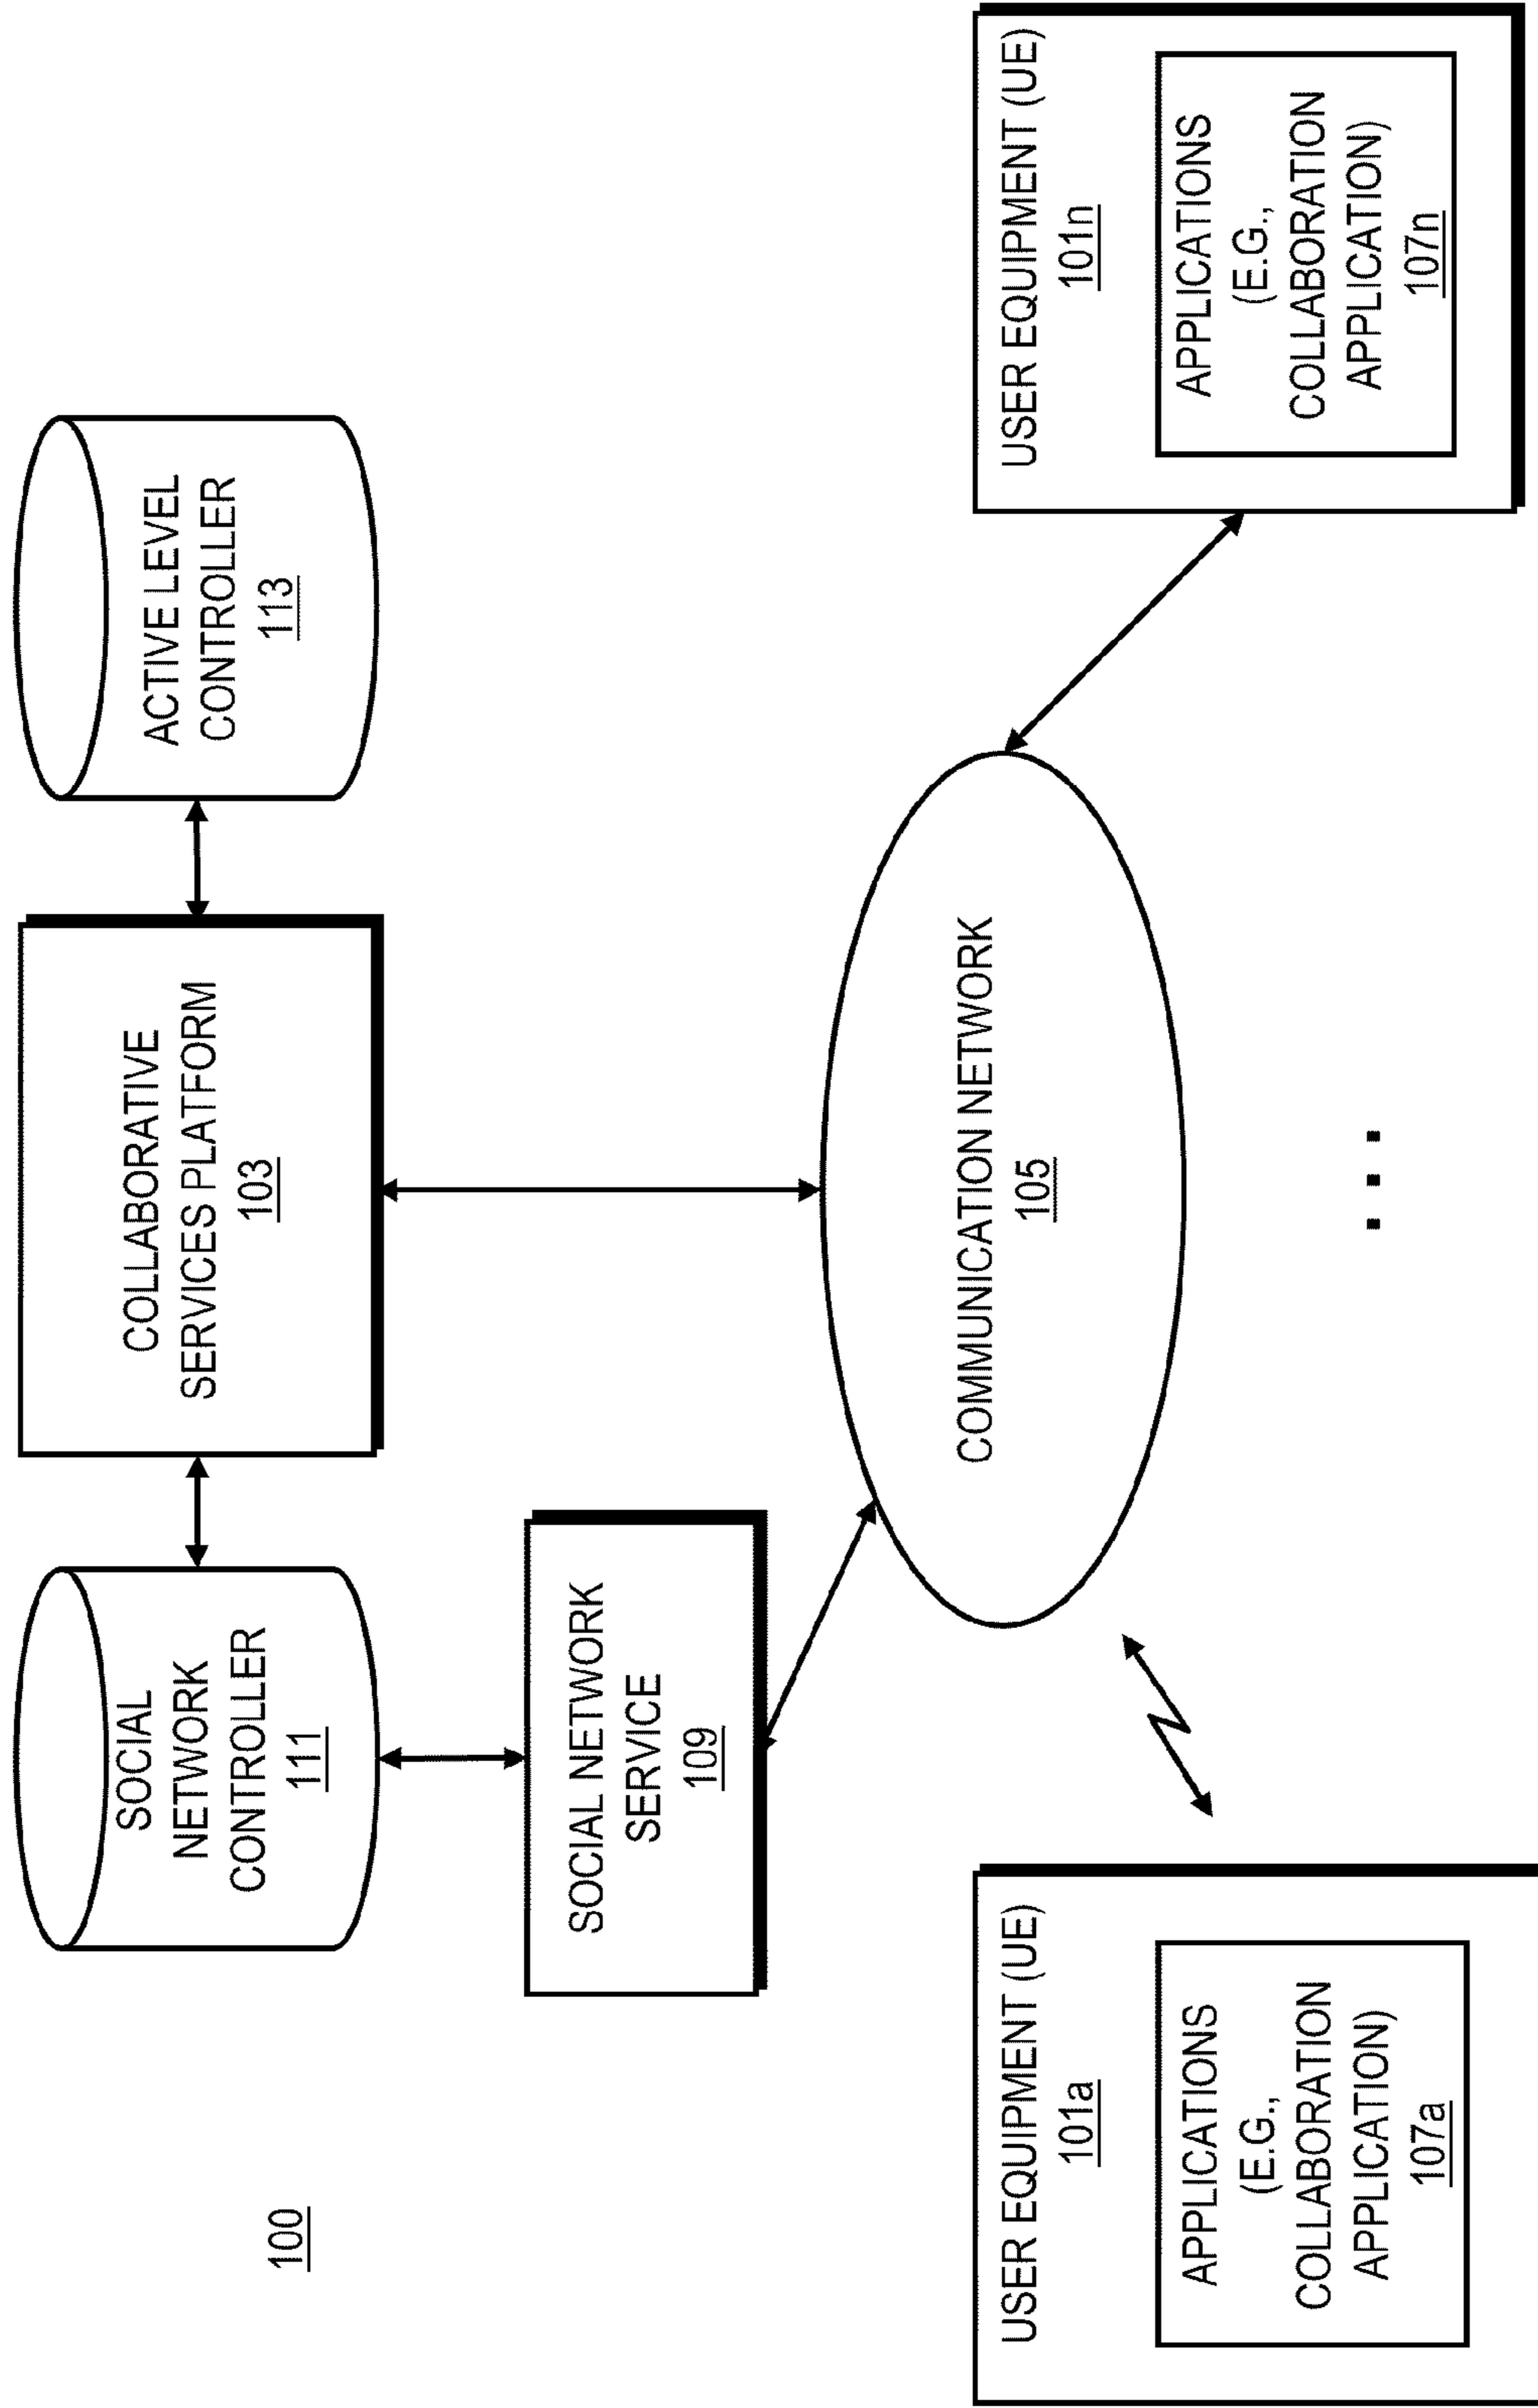 100
SOCIAL
NETWORK
CONTROLLER
111
COLLABORATIVE
SERVICES PLATFORM
103
ACTIVE LEVEL
CONTROLLER
113
SOCIAL NETWORK
SERVICE
109
COMMUNICATION NETWORK
105
USER EQUIPMENT (UE)
101a
APPLICATIONS
(E.G.,
COLLABORATION
APPLICATION)
107a
. . .
USER EQUIPMENT (UE)
101n
APPLICATIONS
(E.G.,
COLLABORATION
APPLICATION)
107n